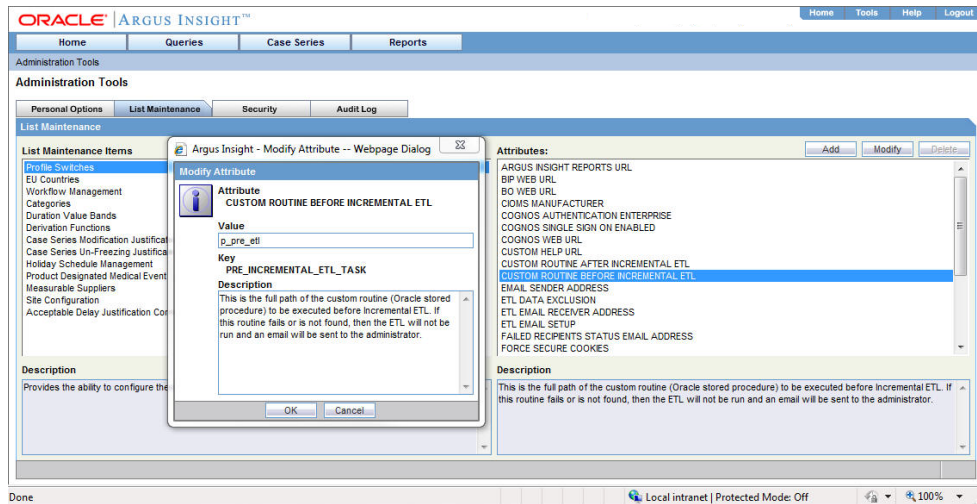 Home Tools Help Logout
ORACLE® ARGUS INSIGHT™
Home Queries Case Series Reports
Administration Tools
Administration Tools
Personal Options List Maintenance Security Audit Log
List Maintenance
List Maintenance Items
Profile Switches
EU Countries
Workflow Management
Categories
Duration Value Bands
Derivation Functions
Case Series Modification Justificat
Case Series Un-Freezing Justifica
Holiday Schedule Management
Product Designated Medical Event
Measurable Suppliers
Site Configuration
Acceptable Delay Justification Co
Description
Provides the ability to configure the
Argus Insight - Modify Attribute -- Webpage Dialog
Modify Attribute
Attribute
CUSTOM ROUTINE BEFORE INCREMENTAL ETL
Value
p_pre_etl
Key
PRE_INCREMENTAL_ETL_TASK
Description
This is the full path of the custom routine (Oracle stored
procedure) to be executed before Incremental ETL. If
this routine fails or is not found, then the ETL will not be
run and an email will be sent to the administrator.
OK Cancel
Attributes: Add Modify Delete
ARGUS INSIGHT REPORTS URL
BIP WEB URL
BO WEB URL
CIOMS MANUFACTURER
COGNOS AUTHENTICATION ENTERPRISE
COGNOS SINGLE SIGN ON ENABLED
COGNOS WEB URL
CUSTOM HELP URL
CUSTOM ROUTINE AFTER INCREMENTAL ETL
CUSTOM ROUTINE BEFORE INCREMENTAL ETL
EMAIL SENDER ADDRESS
ETL DATA EXCLUSION
ETL EMAIL RECEIVER ADDRESS
ETL EMAIL SETUP
FAILED RECIPENTS STATUS EMAIL ADDRESS
FORCE SECURE COOKIES
Description
This is the full path of the custom routine (Oracle stored procedure) to be executed before Incremental ETL. If
this routine fails or is not found, then the ETL will not be run and an email will be sent to the administrator.
Done Local intranet | Protected Mode: Off 100%